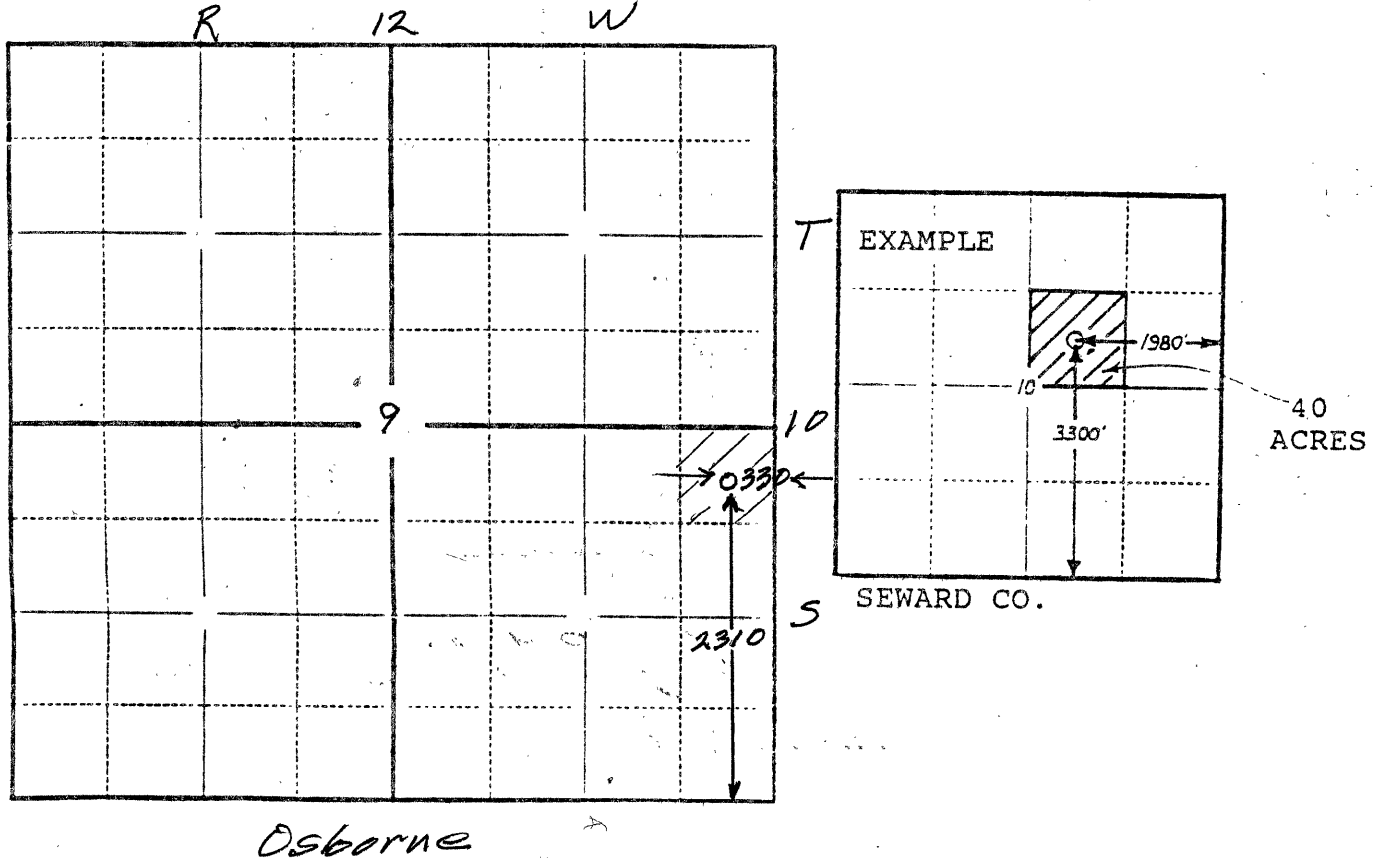 R 12 W
T
EXAMPLE
1980'
9
10
10
3300'
40
ACRES
330
SEWARD CO.
S
2310
Osborne